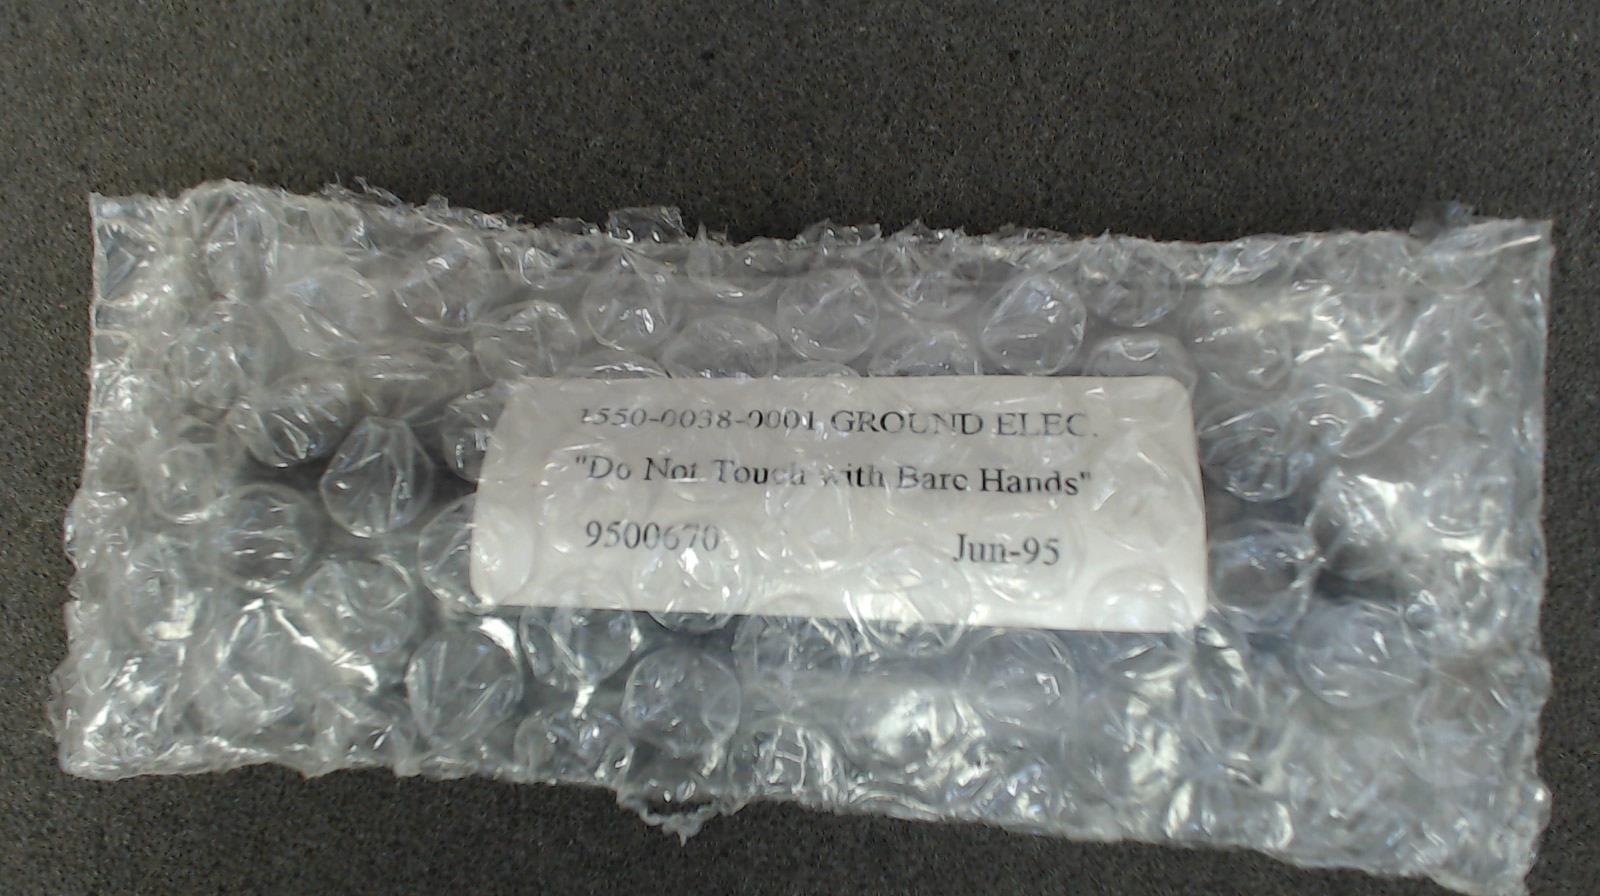 1550-0038-0001 GROUND ELEC.
"Do Not Touch with Bare Hands"
9500670 Jun-95